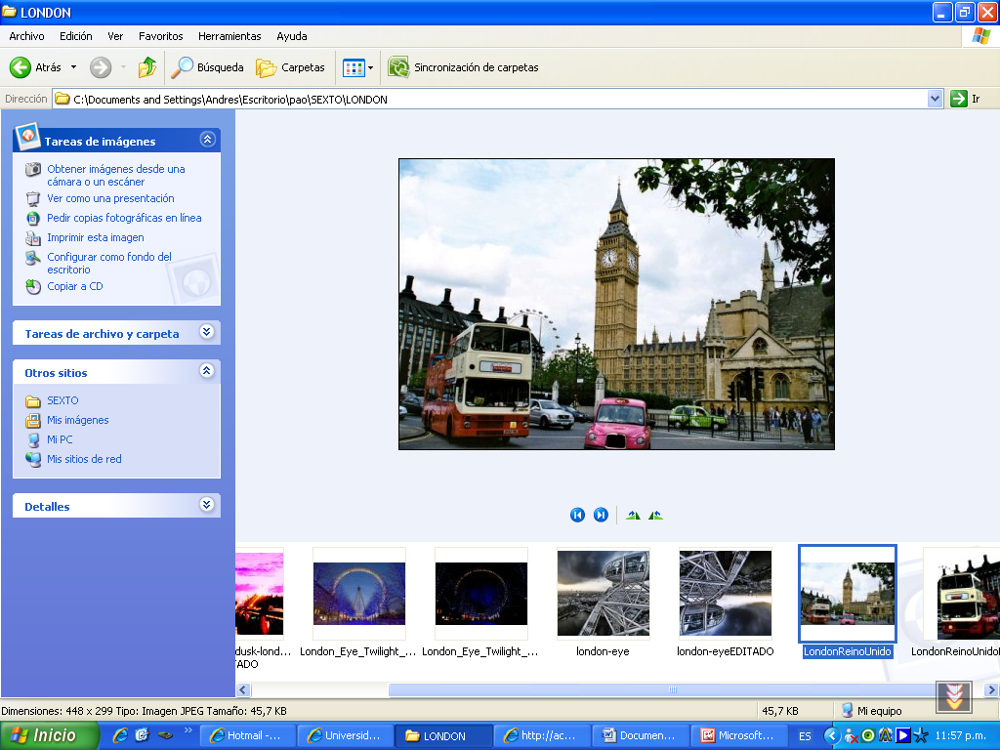 LONDON
Archivo Edición Ver Favoritos Herramientas Ayuda
Atrás Búsqueda Carpetas Sincronización de carpetas
Dirección C:\Documents and Settings\Andres\Escritorio\pao\SEXTO\LONDON Ir
Tareas de imágenes
Obtener imágenes desde una
cámara o un escáner
Ver como una presentación
Pedir copias fotográficas en línea
Imprimir esta imagen
Configurar como fondo del
escritorio
Copiar a CD
Tareas de archivo y carpeta
Otros sitios
SEXTO
Mis imágenes
Mi PC
Mis sitios de red
Detalles
dusk-lond...
TADO
London_Eye_Twilight_...
London_Eye_Twilight_...
london-eye
london-eyeEDITADO
LondonReinoUnido
LondonReinoUnidoI
Dimensiones: 448 x 299 Tipo: Imagen JPEG Tamaño: 45,7 KB 45,7 KB Mi equipo
Inicio Hotmail -... Universid... LONDON http://ac... Documen... Microsoft... ES 11:57 p.m.